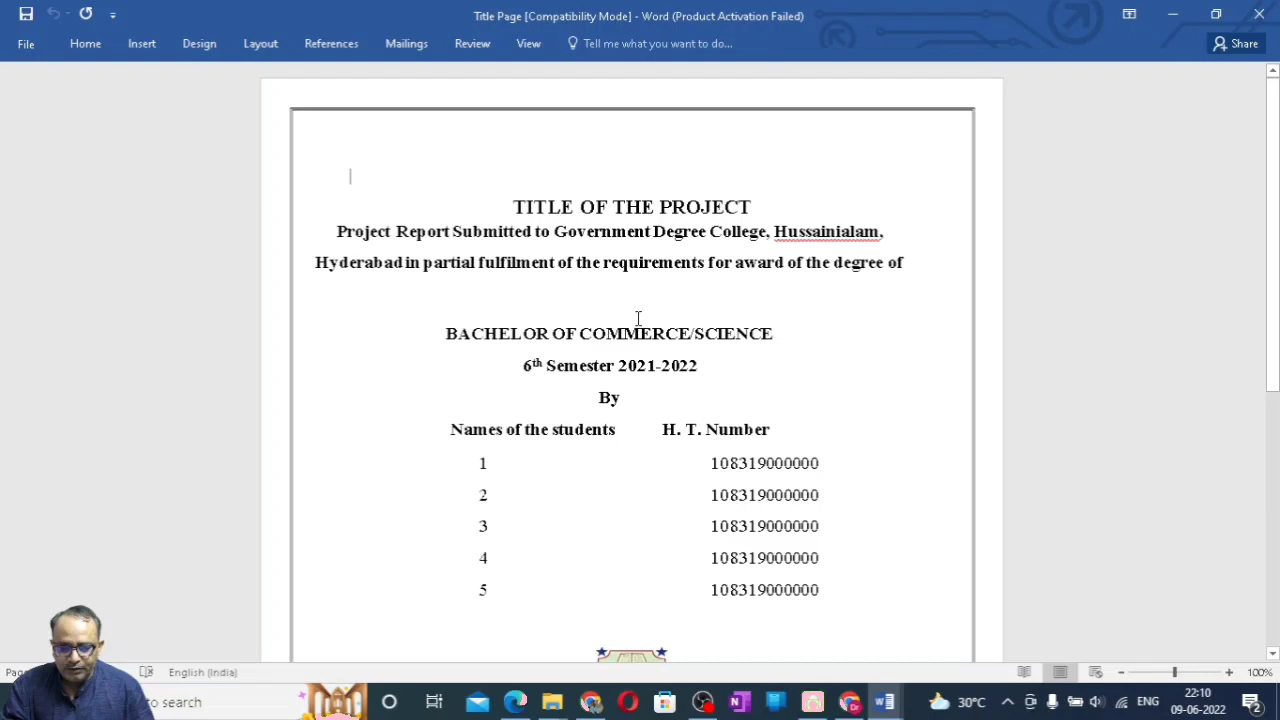 Title Page [Compatibility Mode] - Word (Product Activation Failed)
File Home Insert Design Layout References Mailings Review View Tell me what you want to do... Share
TITLE OF THE PROJECT
Project Report Submitted to Government Degree College, Hussainialam,
Hyderabad in partial fulfilment of the requirements for award of the degree of
BACHELOR OF COMMERCE/SCIENCE
6th Semester 2021-2022
By
Names of the students H. T. Number
1 108319000000
2 108319000000
3 108319000000
4 108319000000
5 108319000000
English (India) 100%
search 30°C ENG 22:10
09-06-2022 2